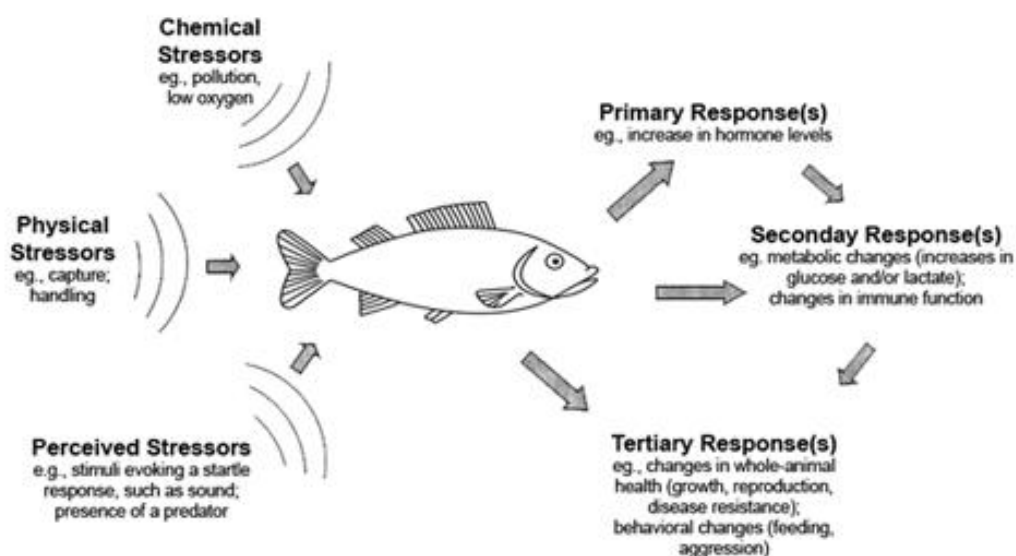 Chemical
Stressors
eg., pollution,
low oxygen
Physical
Stressors
eg., capture;
handling
Perceived Stressors
e.g., stimuli evoking a startle
response, such as sound;
presence of a predator
Primary Response(s)
eg., increase in hormone levels
Seconday Response(s)
eg. metabolic changes (increases in
glucose and/or lactate);
changes in immune function
Tertiary Response(s)
eg., changes in whole-animal
health (growth, reproduction,
disease resistance);
behavioral changes (feeding,
aggression)